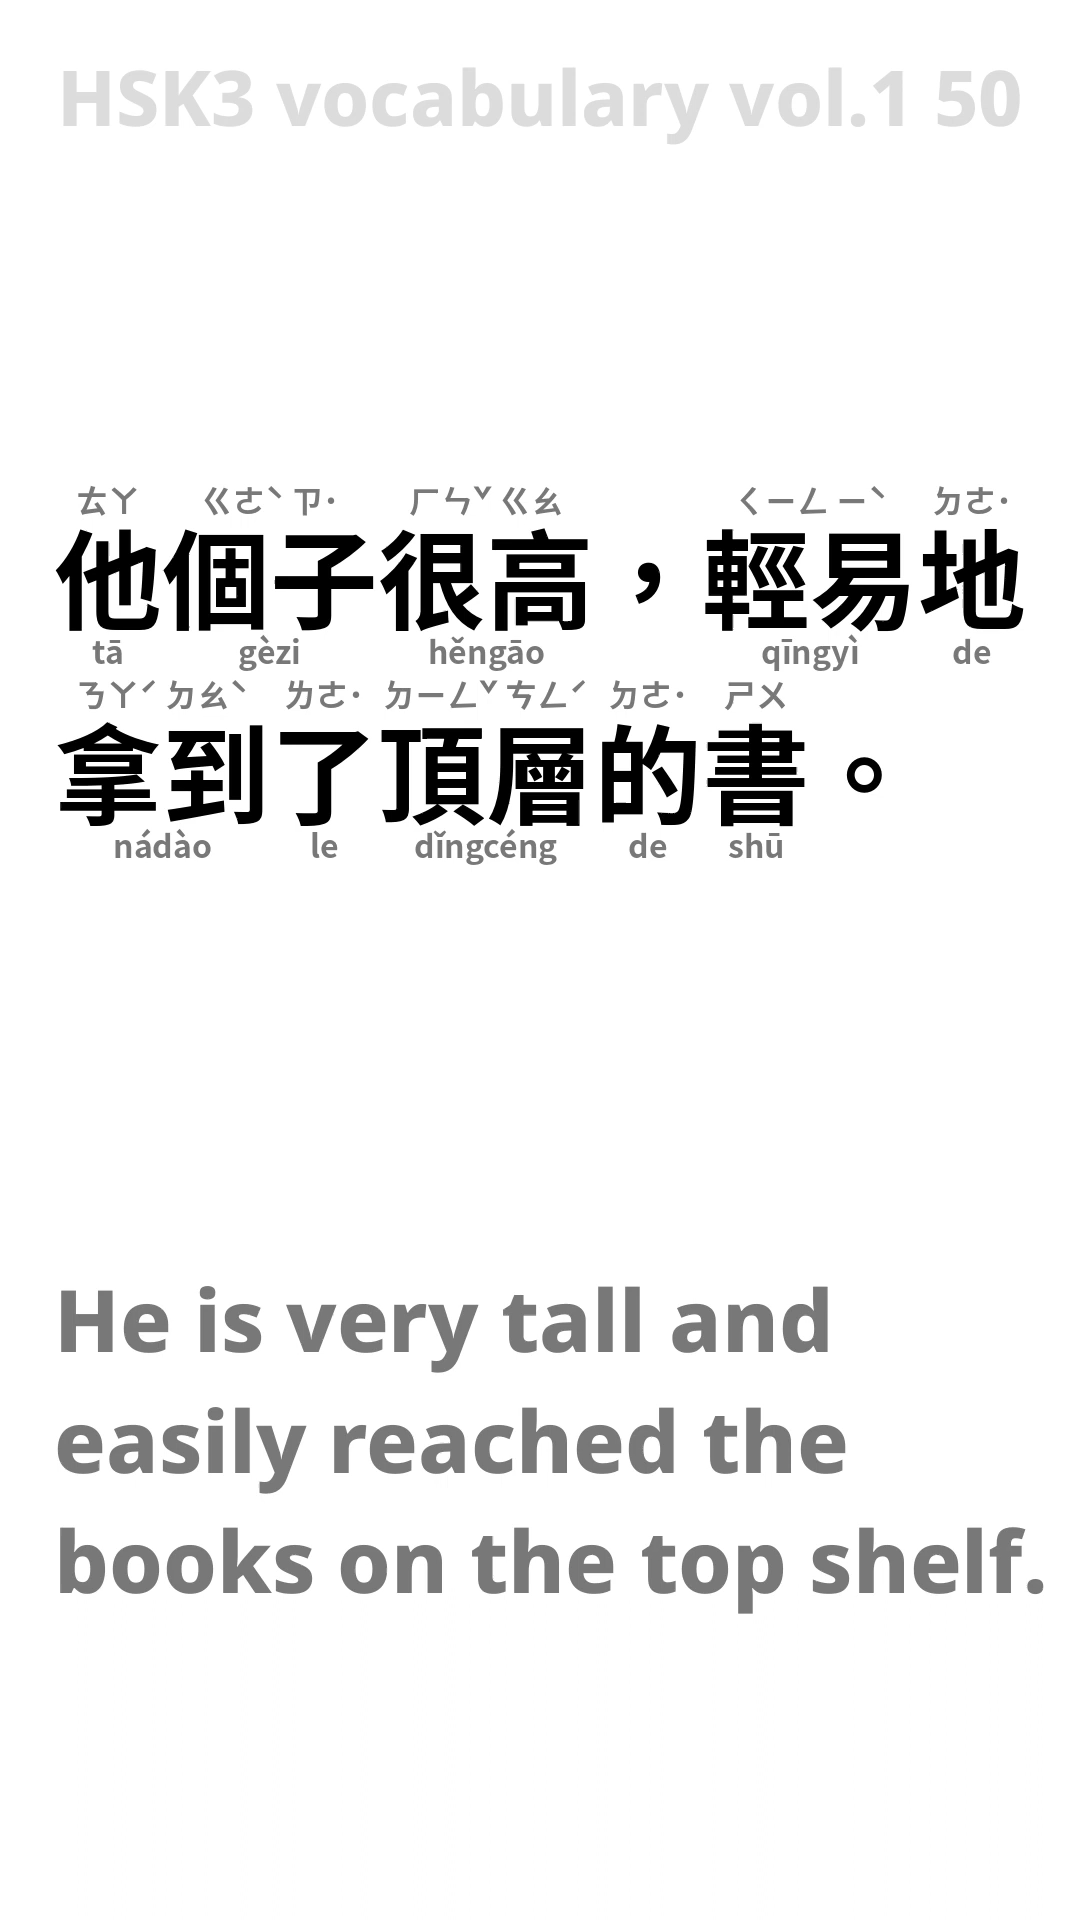 HSK3 vocabulary vol.1 50
ㄊㄚ ㄍㄜˋ ㄗ˙ ㄏㄣˇ ㄍㄠ ㄑㄧㄥ ㄧˋ ㄉㄜ˙
他個子很高，輕易地
tā gèzi hěngāo qīngyì de
ㄋㄚˊ ㄉㄠˋ ㄌㄜ˙ ㄉㄧㄥˇ ㄘㄥˊ ㄉㄜ˙ ㄕㄨ
拿到了頂層的書。
nádào le dǐngcéng de shū
He is very tall and
easily reached the
books on the top shelf.